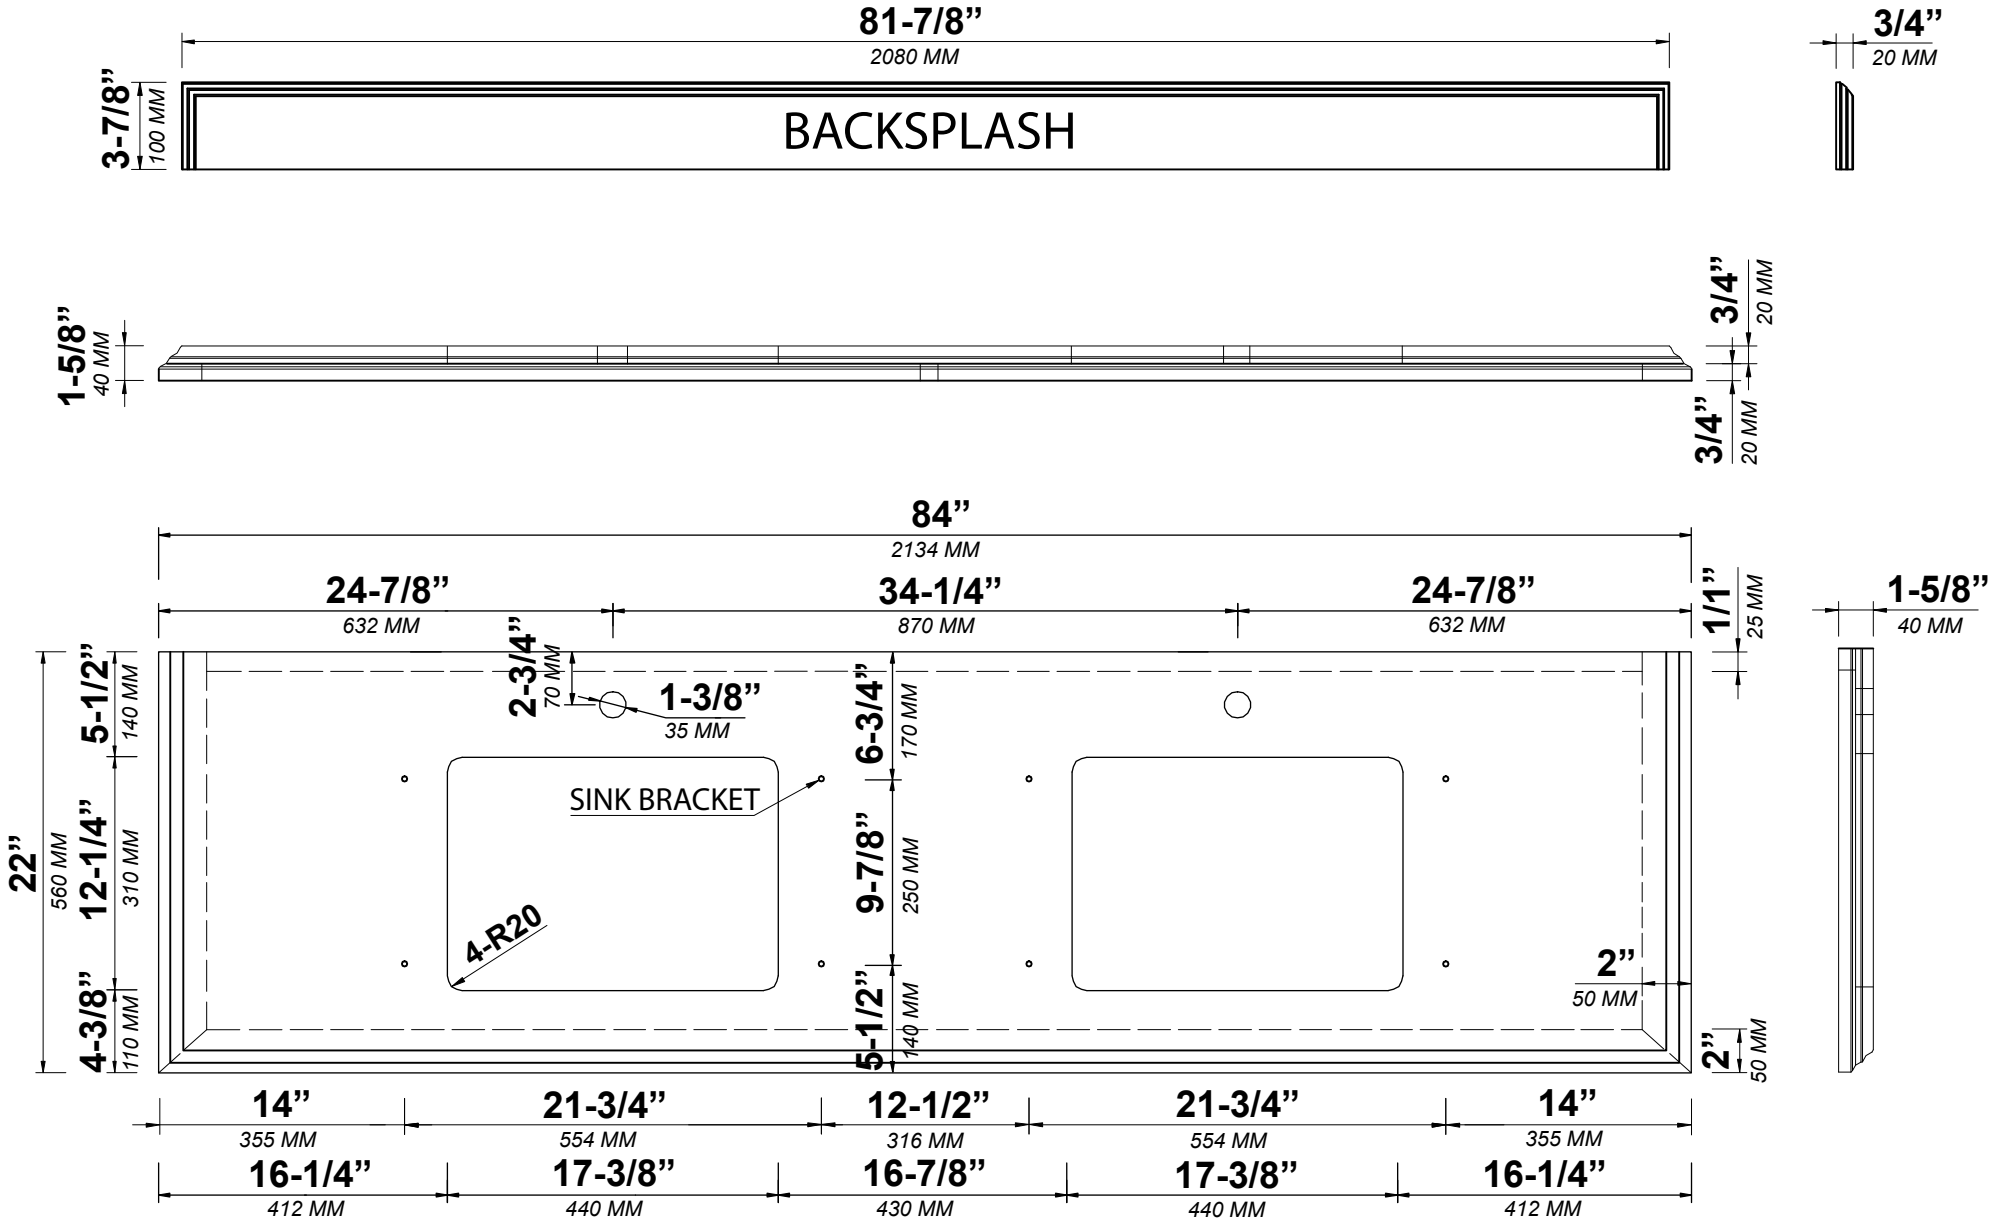 81-7/8”
2080 MM
3/4”
20 MM
3-7/8”
100 MM
BACKSPLASH
1-5/8”
40 MM
3/4”
20 MM
3/4”
20 MM
84”
2134 MM
24-7/8”
632 MM
34-1/4”
870 MM
24-7/8”
632 MM
1/1”
25 MM
1-5/8”
40 MM
5-1/2”
140 MM
2-3/4”
70 MM
1-3/8”
35 MM
6-3/4”
170 MM
SINK BRACKET
22”
560 MM
12-1/4”
310 MM
9-7/8”
250 MM
4-R20
2”
50 MM
4-3/8”
110 MM
5-1/2”
140 MM
2”
50 MM
14”
355 MM
21-3/4”
554 MM
12-1/2”
316 MM
21-3/4”
554 MM
14”
355 MM
16-1/4”
412 MM
17-3/8”
440 MM
16-7/8”
430 MM
17-3/8”
440 MM
16-1/4”
412 MM